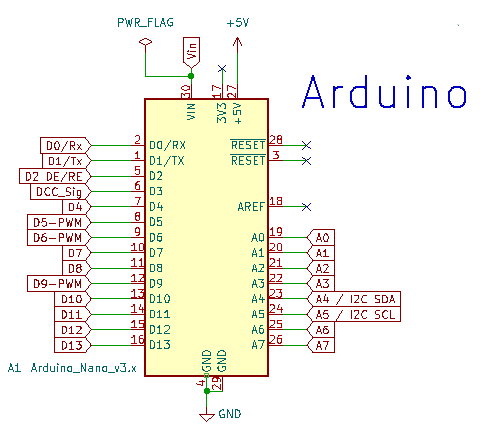 PWR_FLAG +5V
Vin
Arduino
30 17 27
VIN 3V3 +5V
D0/Rx 2 D0/RX RESET 28
D1/Tx 1 D1/TX RESET 3
D2 DE/RE 5 D2
DCC_Sig 6 D3
D4 7 D4 AREF 18
D5-PWM 8 D5
D6-PWM 9 D6 A0 19 A0
D7 10 D7 A1 20 A1
D8 11 D8 A2 21 A2
D9-PWM 12 D9 A3 22 A3
D10 13 D10 A4 23 A4 / I2C SDA
D11 14 D11 A5 24 A5 / I2C SCL
D12 15 D12 A6 25 A6
D13 16 D13 A7 26 A7
GND GND
A1 Arduino_Nano_v3.x
4 29
GND